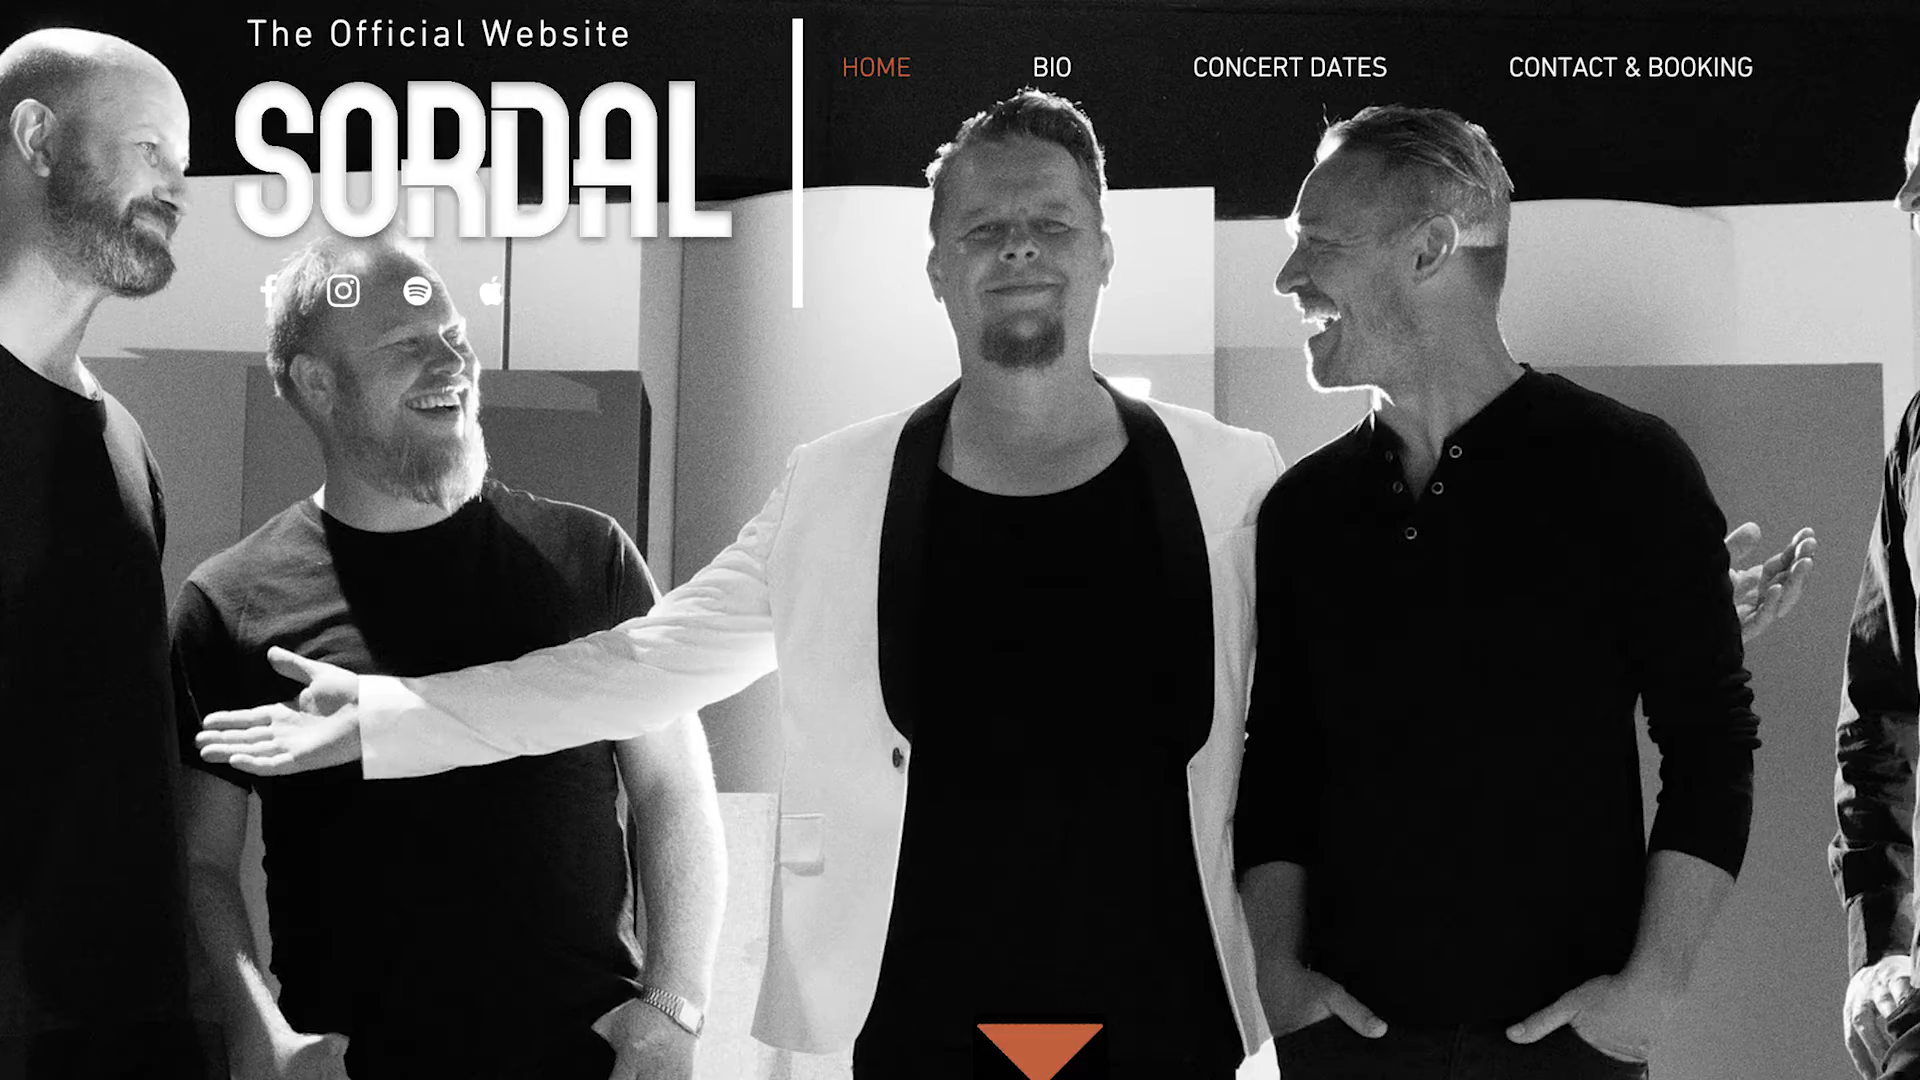 The Official Website
SORDAL
HOME
BIO
CONCERT DATES
CONTACT & BOOKING